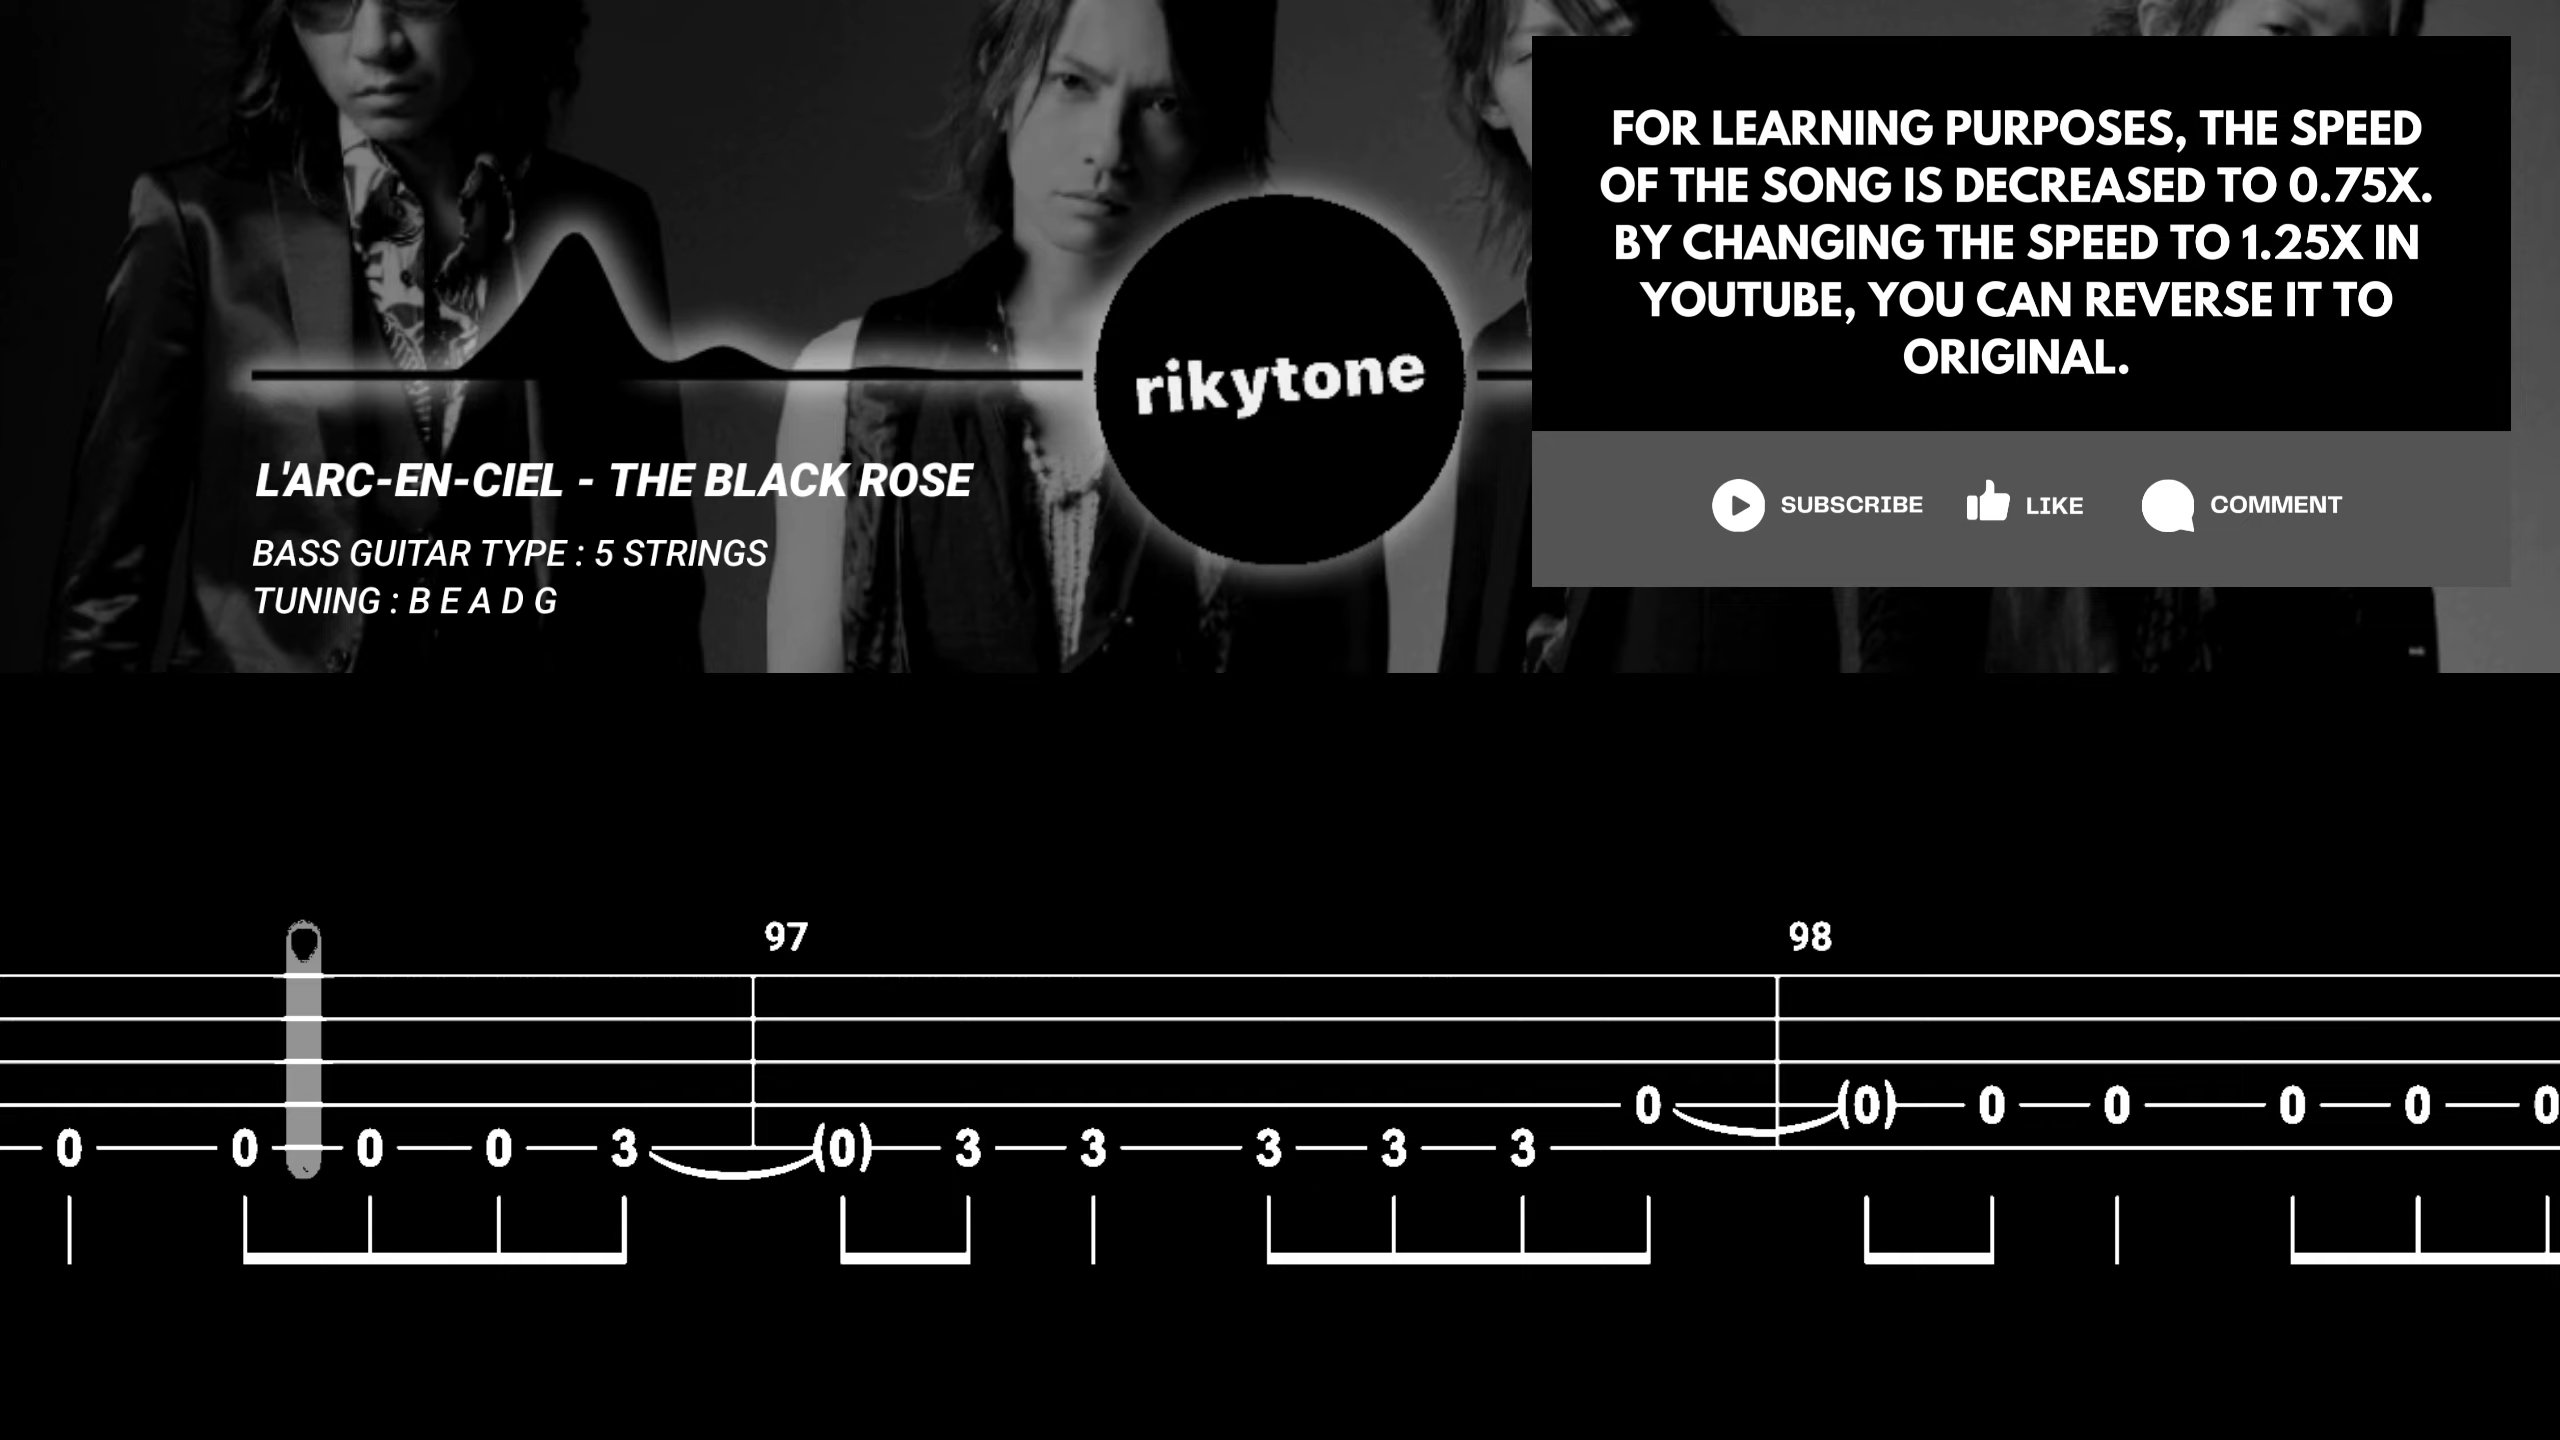 FOR LEARNING PURPOSES, THE SPEED
OF THE SONG IS DECREASED TO 0.75X.
BY CHANGING THE SPEED TO 1.25X IN
YOUTUBE, YOU CAN REVERSE IT TO
ORIGINAL.
rikytone
L'ARC-EN-CIEL - THE BLACK ROSE
SUBSCRIBE LIKE COMMENT
BASS GUITAR TYPE : 5 STRINGS
TUNING : B E A D G
97 98
0 (0) 0 0 0 0 0
0 0 0 0 3 (0) 3 3 3 3 3